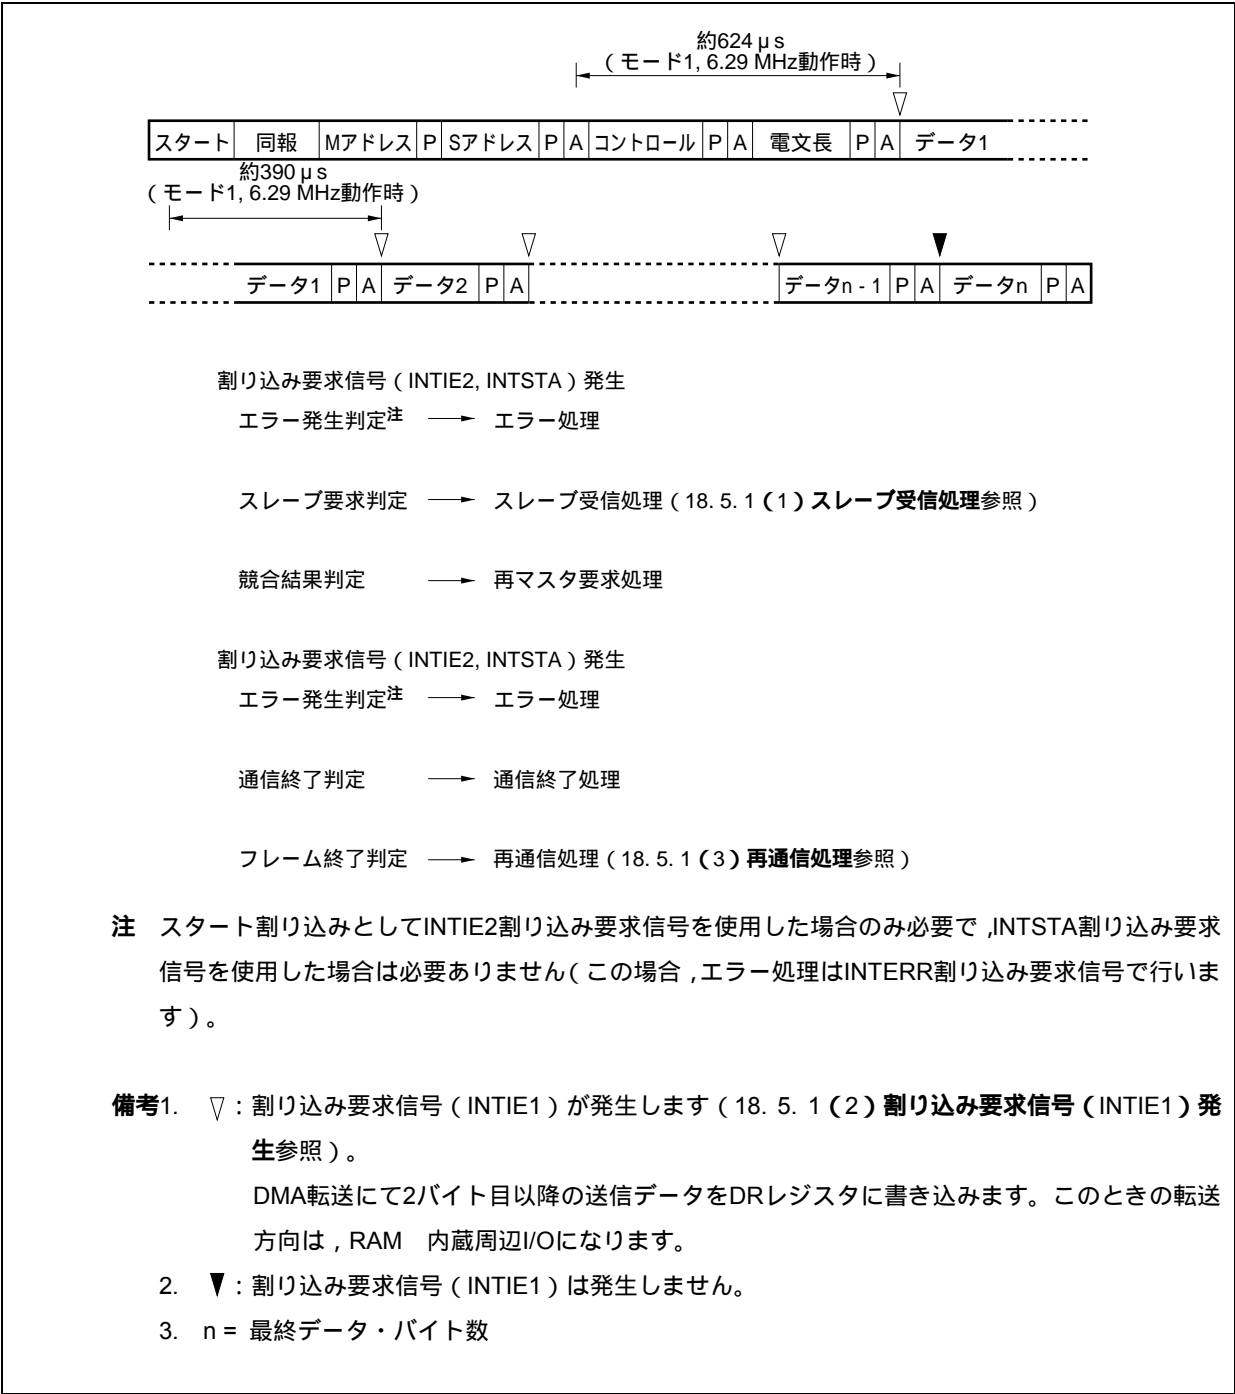 約624 μs
（モード1, 6.29 MHz動作時）
スタート 同報 Mアドレス P Sアドレス P A コントロール P A 電文長 P A データ1
約390 μs
（モード1, 6.29 MHz動作時）
データ1 P A データ2 P A データn - 1 P A データn P A
割り込み要求信号（INTIE2, INTSTA）発生
エラー発生判定注 → エラー処理
スレーブ要求判定 → スレーブ受信処理（18. 5. 1（1）スレーブ受信処理参照）
競合結果判定 → 再マスタ要求処理
割り込み要求信号（INTIE2, INTSTA）発生
エラー発生判定注 → エラー処理
通信終了判定 → 通信終了処理
フレーム終了判定 → 再通信処理（18. 5. 1（3）再通信処理参照）
注 スタート割り込みとしてINTIE2割り込み要求信号を使用した場合のみ必要で，INTSTA割り込み要求
信号を使用した場合は必要ありません（この場合，エラー処理はINTERR割り込み要求信号で行いま
す）。
備考1. ▽：割り込み要求信号（INTIE1）が発生します（18. 5. 1（2）割り込み要求信号（INTIE1）発
生参照）。
DMA転送にて2バイト目以降の送信データをDRレジスタに書き込みます。このときの転送
方向は，RAM 内蔵周辺I/Oになります。
2. ▼：割り込み要求信号（INTIE1）は発生しません。
3. n = 最終データ・バイト数